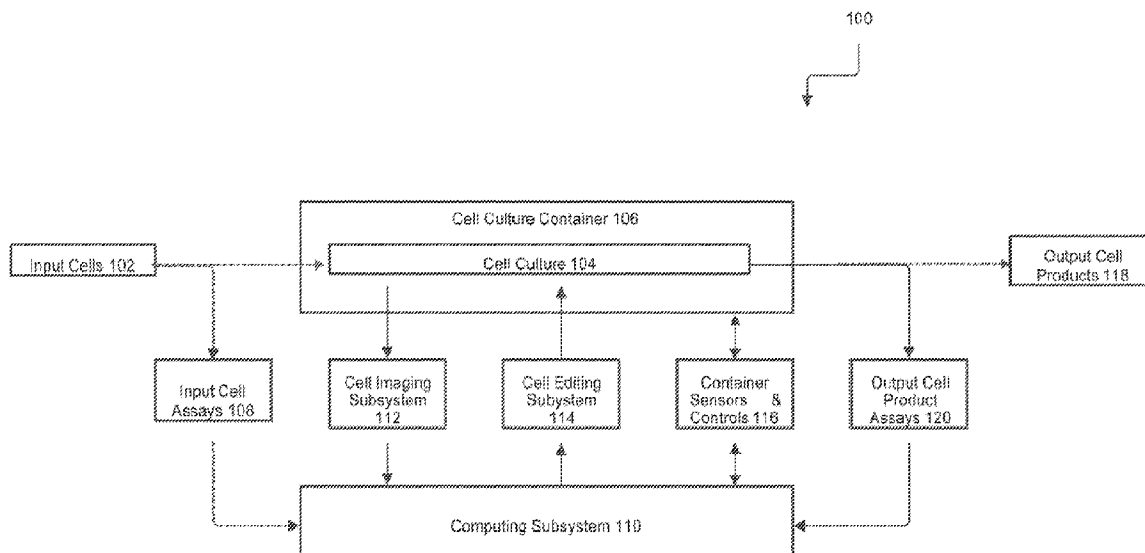 100
Cell Culture Container 106
Input Cells 102
Cell Culture 104
Output Cell
Products 118
Input Cell
Assays 108
Cell Imaging
Subsystem
112
Cell Editing
Subystem
114
Container
Sensors &
Controls 116
Output Cell
Product
Assays 120
Computing Subsystem 110